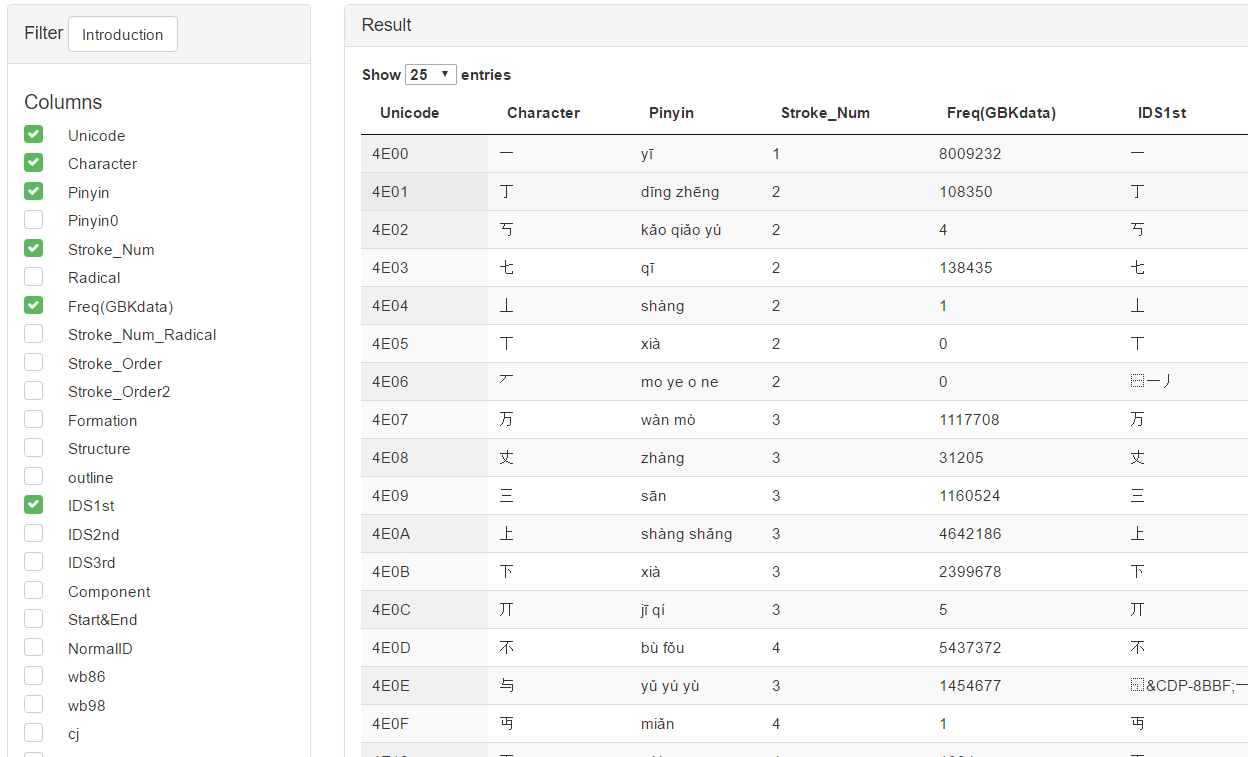 Filter Introduction
Columns
Unicode
Character
Pinyin
Pinyin0
Stroke_Num
Radical
Freq(GBKdata)
Stroke_Num_Radical
Stroke_Order
Stroke_Order2
Formation
Structure
outline
IDS1st
IDS2nd
IDS3rd
Component
Start&End
NormalID
wb86
wb98
cj
Result
Show 25 entries
Unicode Character Pinyin Stroke_Num Freq(GBKdata) IDS1st
4E00 一 yī 1 8009232 一
4E01 丁 dīng zhēng 2 108350 丁
4E02 丂 kǎo qiǎo yú 2 4 丂
4E03 七 qī 2 138435 七
4E04 丄 shàng 2 1 丄
4E05 丅 xià 2 0 丅
4E06 丆 mo ye o ne 2 0 ⿱一丿
4E07 万 wàn mò 3 1117708 万
4E08 丈 zhàng 3 31205 丈
4E09 三 sān 3 1160524 三
4E0A 上 shàng shǎng 3 4642186 上
4E0B 下 xià 3 2399678 下
4E0C 丌 jī qí 3 5 丌
4E0D 不 bù fǒu 4 5437372 不
4E0E 与 yǔ yú yù 3 1454677 ⿹&CDP-8BBF;一
4E0F 丏 miǎn 4 1 丏